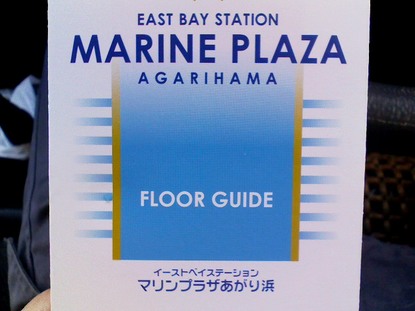 EAST BAY STATION
MARINE PLAZA
AGARIHAMA
FLOOR GUIDE
イーストベイステーション
マリンプラザあがり浜